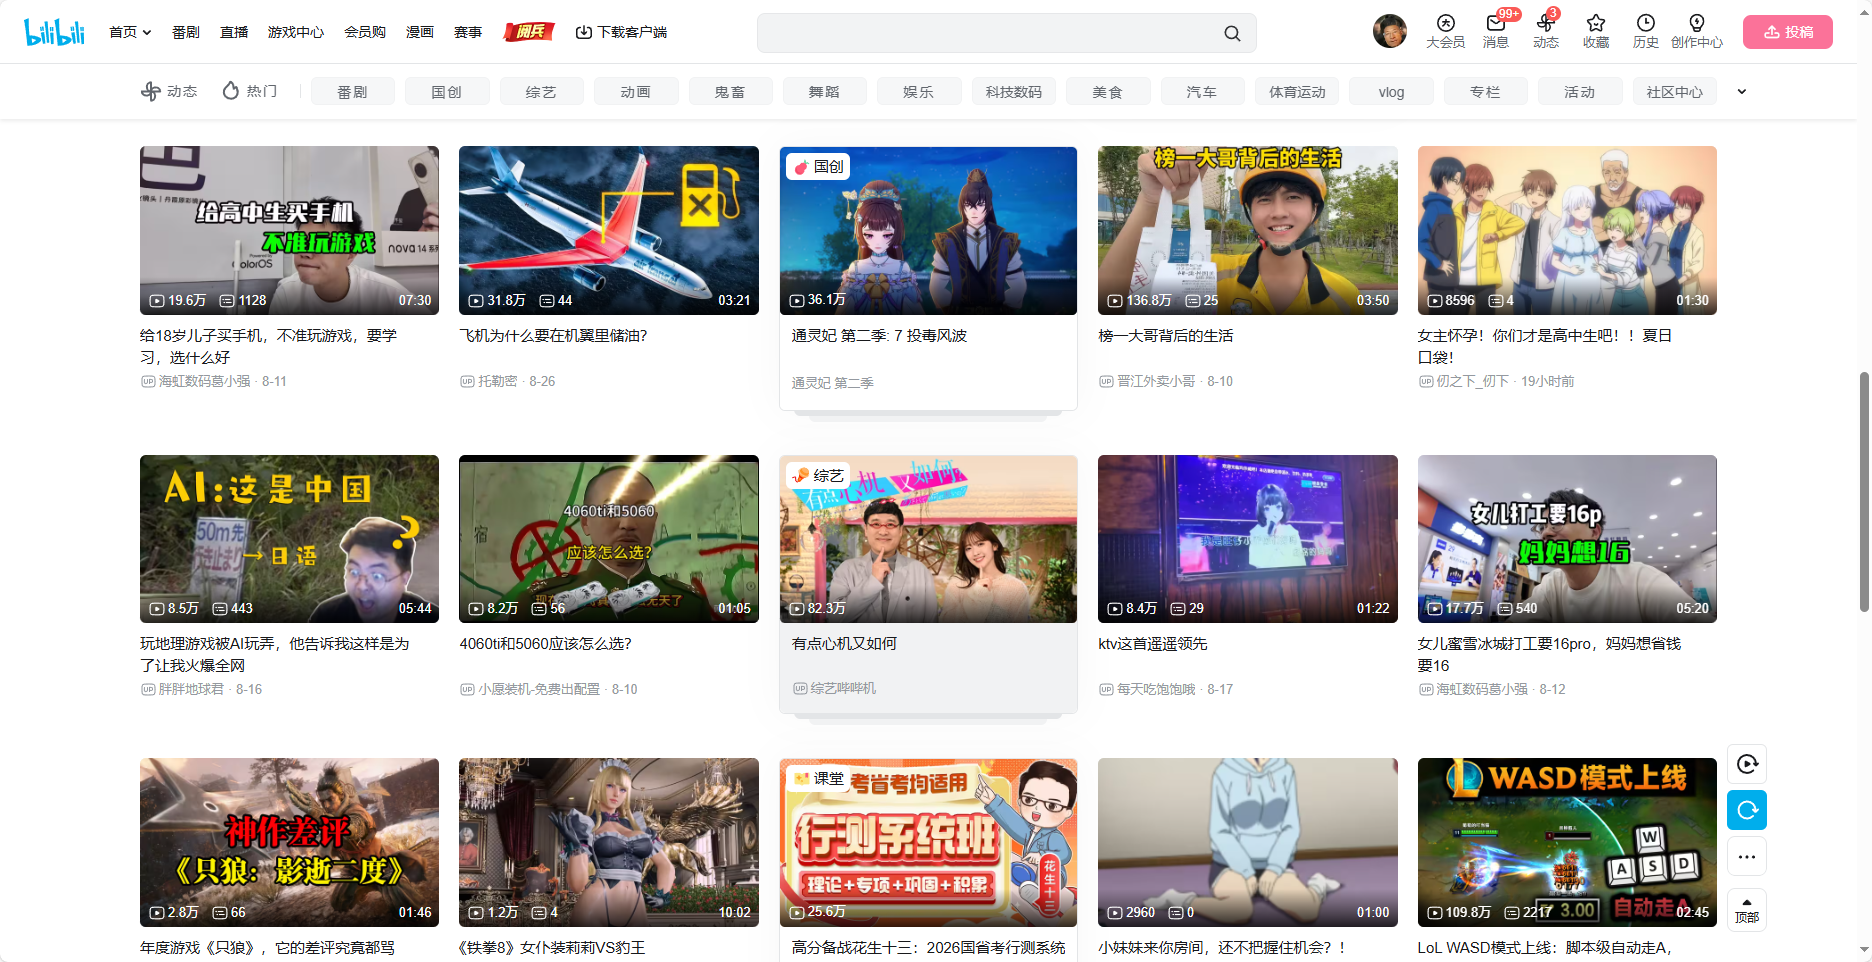 bilibili
首页
番剧
直播
游戏中心
会员购
漫画
赛事
阅兵
下载客户端
大会员
99+
消息
3
动态
收藏
历史
创作中心
投稿
动态
热门
番剧
国创
综艺
动画
鬼畜
舞蹈
娱乐
科技数码
美食
汽车
体育运动
vlog
专栏
活动
社区中心
给高中生买手机
不准玩游戏
nova 14 系列
Powered by
ColorOS
19.6万
1128
07:30
给18岁儿子买手机，不准玩游戏，要学
习，选什么好
海虹数码葛小强 · 8-11
31.8万
44
03:21
飞机为什么要在机翼里储油？
托勒密 · 8-26
国创
36.1万
通灵妃 第二季: 7 投毒风波
通灵妃 第二季
榜一大哥背后的生活
136.8万
25
03:50
榜一大哥背后的生活
晋江外卖小哥 · 8-10
8596
4
01:30
女主怀孕！你们才是高中生吧！！夏日
口袋！
仞之下_仞下 · 19小时前
AI:这是中国
50m先
行走止まり
→日语
?
8.5万
443
05:44
玩地理游戏被AI玩弄，他告诉我这样是为
了让我火爆全网
胖胖地球君 · 8-16
4060ti和5060
应该怎么选?
8.2万
56
01:05
4060ti和5060应该怎么选？
小愿装机-免费出配置 · 8-10
综艺
有点心机又如何
82.3万
有点心机又如何
综艺哔哔机
8.4万
29
01:22
ktv这首遥遥领先
每天吃饱饱哦 · 8-17
女儿打工要16p
妈妈想16
17.7万
540
05:20
女儿蜜雪冰城打工要16pro，妈妈想省钱
要16
海虹数码葛小强 · 8-12
神作差评
《只狼：影逝二度》
2.8万
66
01:46
年度游戏《只狼》，它的差评究竟都骂
1.2万
4
10:02
《铁拳8》女仆装莉莉VS豹王
课堂
考省考均适用
行测系统班
理论+专项+巩固+积累
花生十三
25.6万
高分备战花生十三：2026国省考行测系统
2960
0
01:00
小妹妹来你房间，还不把握住机会？！
WASD模式上线
W
A S D
3.00
自动走A
109.8万
2217
02:45
LoL WASD模式上线：脚本级自动走A，
顶部